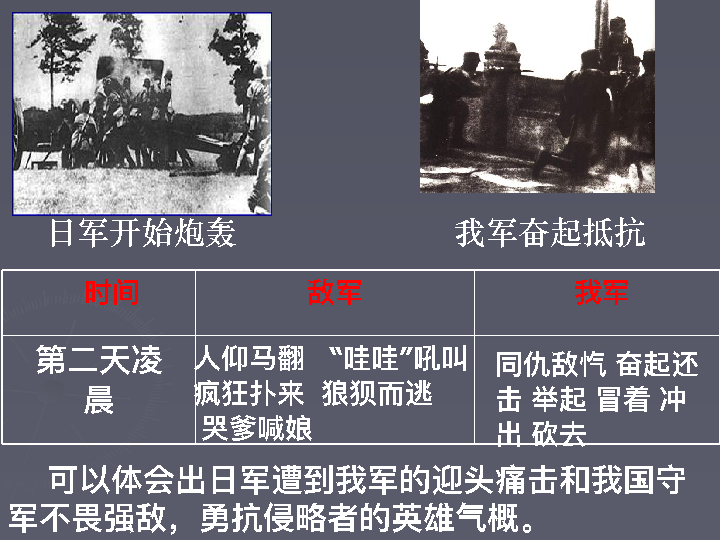 日军开始炮轰
我军奋起抵抗
时间
敌军
我军
第二天凌
晨
人仰马翻 “哇哇”吼叫
疯狂扑来 狼狈而逃
哭爹喊娘
同仇敌忾 奋起还
击 举起 冒着 冲
出 砍去
可以体会出日军遭到我军的迎头痛击和我国守
军不畏强敌，勇抗侵略者的英雄气概。